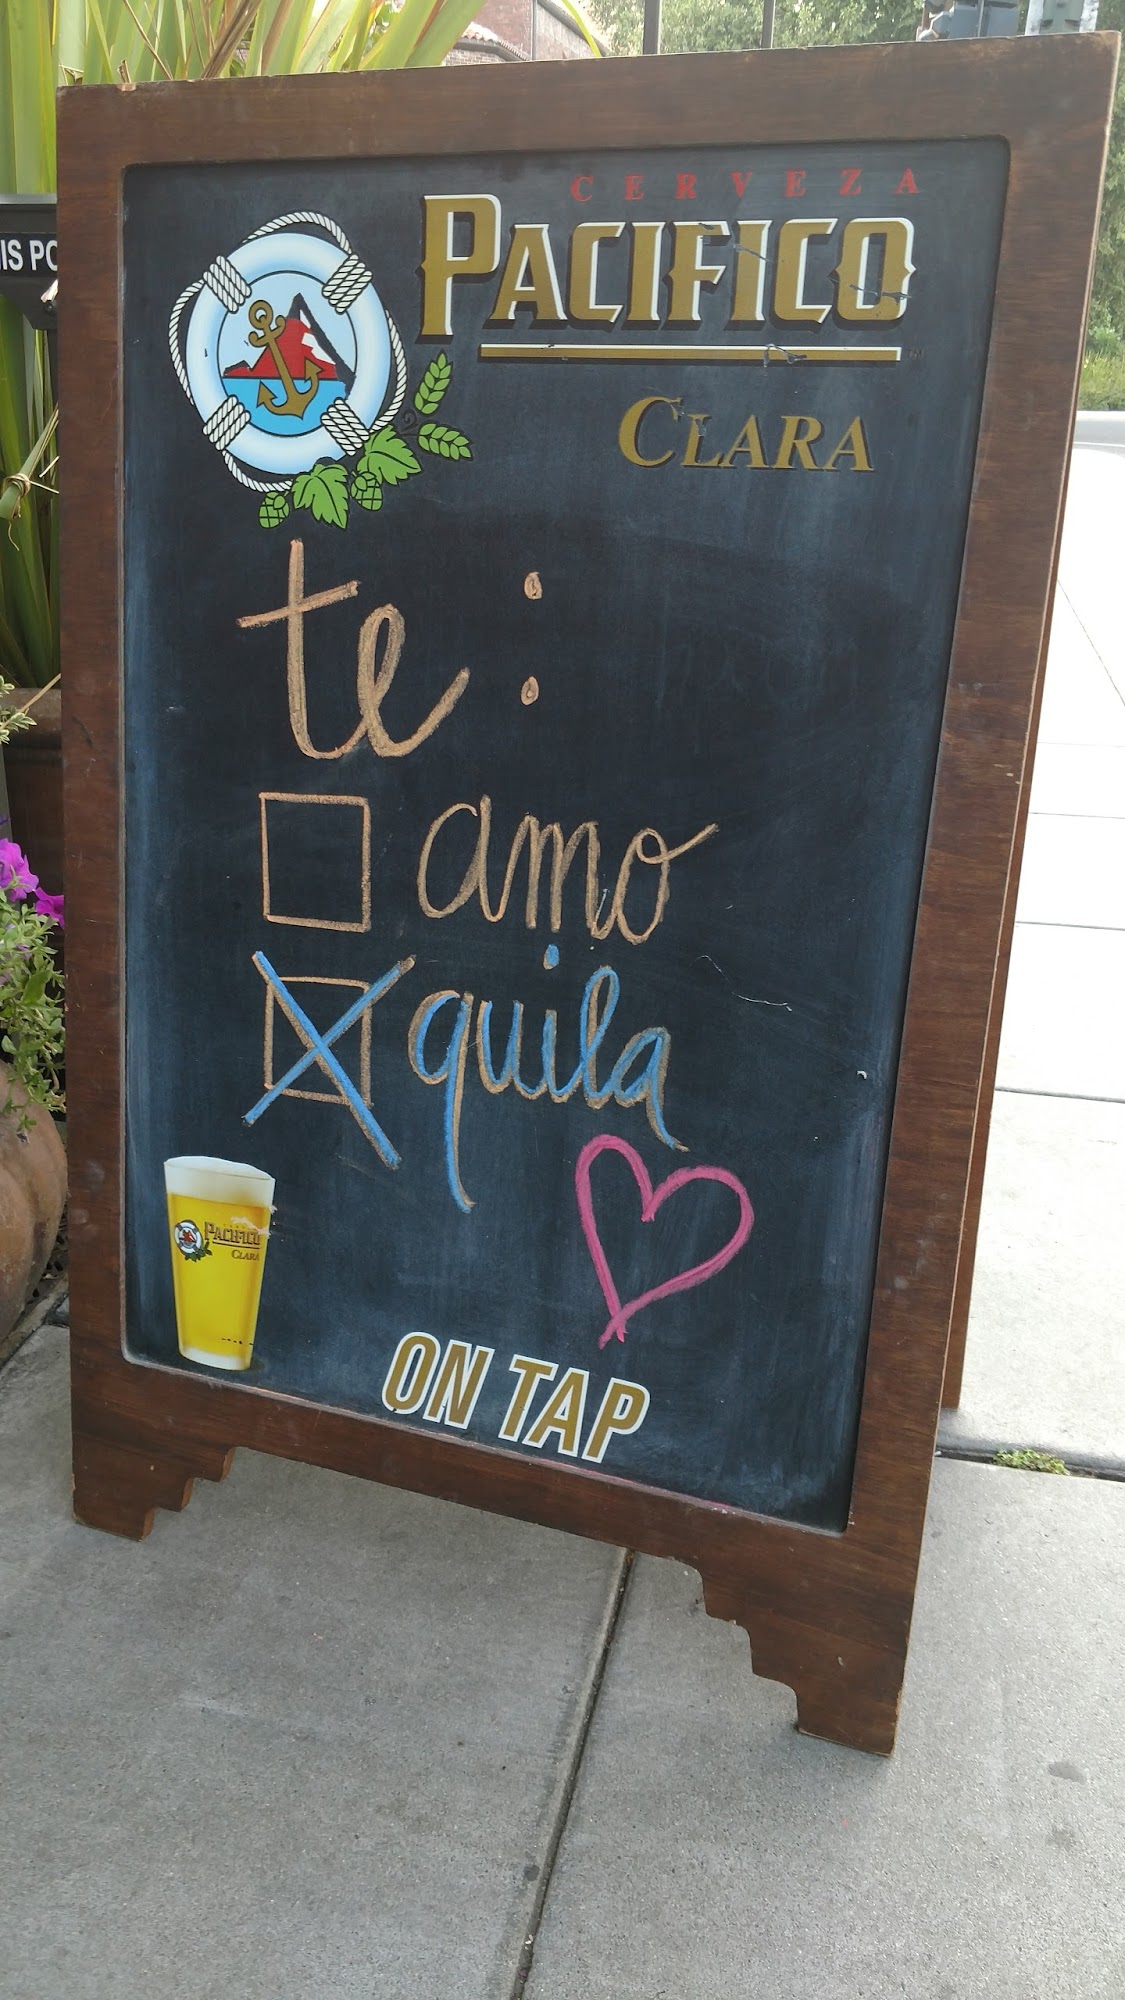 CERVEZA
PACIFICO
CLARA
te :
amo
quila
PACIFICO
CLARA
ON TAP